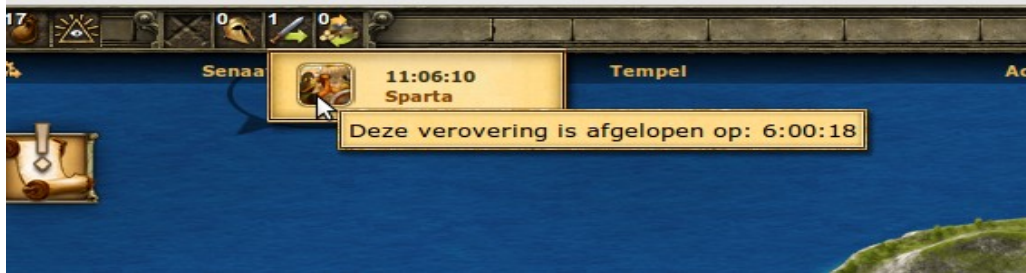 17
0 1 0
Senaa
Tempel
Ac
11:06:10
Sparta
Deze verovering is afgelopen op: 6:00:18